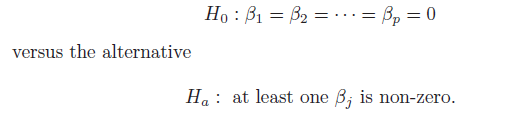 H₀ : β₁ = β₂ = ⋯ = βₚ = 0
versus the alternative
Hₐ : at least one βⱼ is non-zero.